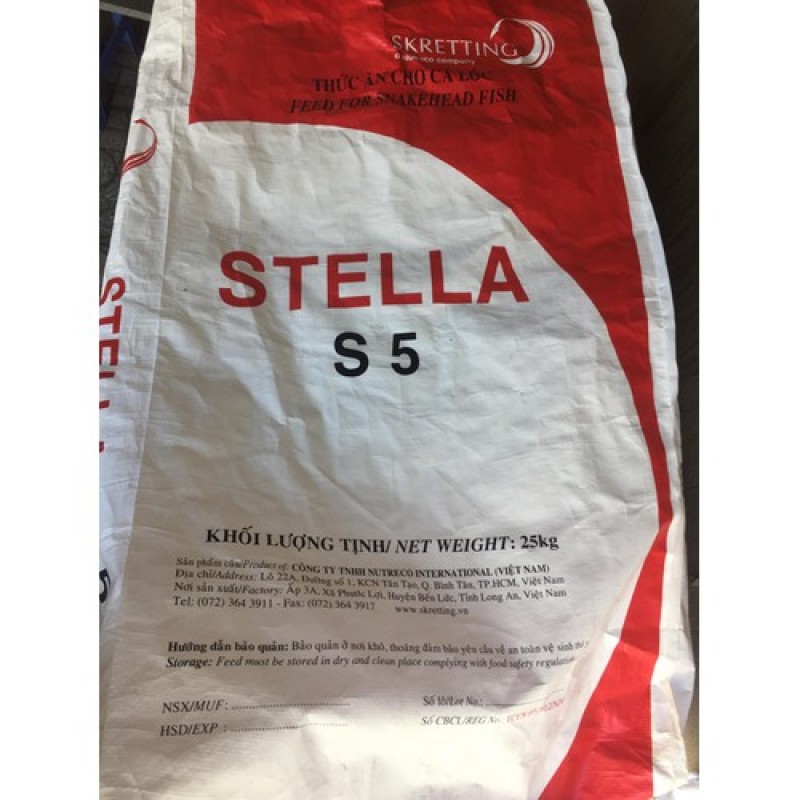 SKRETTING
a Nutreco company
THỨC ĂN CHO CÁ LÓC
FEED FOR SNAKEHEAD FISH
STELLA
S 5
STELLA
5
KHỐI LƯỢNG TỊNH/ NET WEIGHT: 25kg
Sản phẩm của/Product of: CÔNG TY TNHH NUTRECO INTERNATIONAL (VIỆT NAM)
Địa chỉ/Address: Lô 22A, Đường số 1, KCN Tân Tạo, Q. Bình Tân, TP.HCM, Việt Nam
Nơi sản xuất/Factory: Ấp 3A, Xã Phước Lợi, Huyện Bến Lức, Tỉnh Long An, Việt Nam
Tel: (072) 364 3911 - Fax: (072) 364 3917 www.skretting.vn
Hướng dẫn bảo quản: Bảo quản ở nơi khô, thoáng đảm bảo yêu cầu về an toàn vệ sinh
Storage: Feed must be stored in dry and clean place complying with food safety regulation
NSX/MUF: Số lô/Lot No.:
HSD/EXP : Số CBCL/REG No.